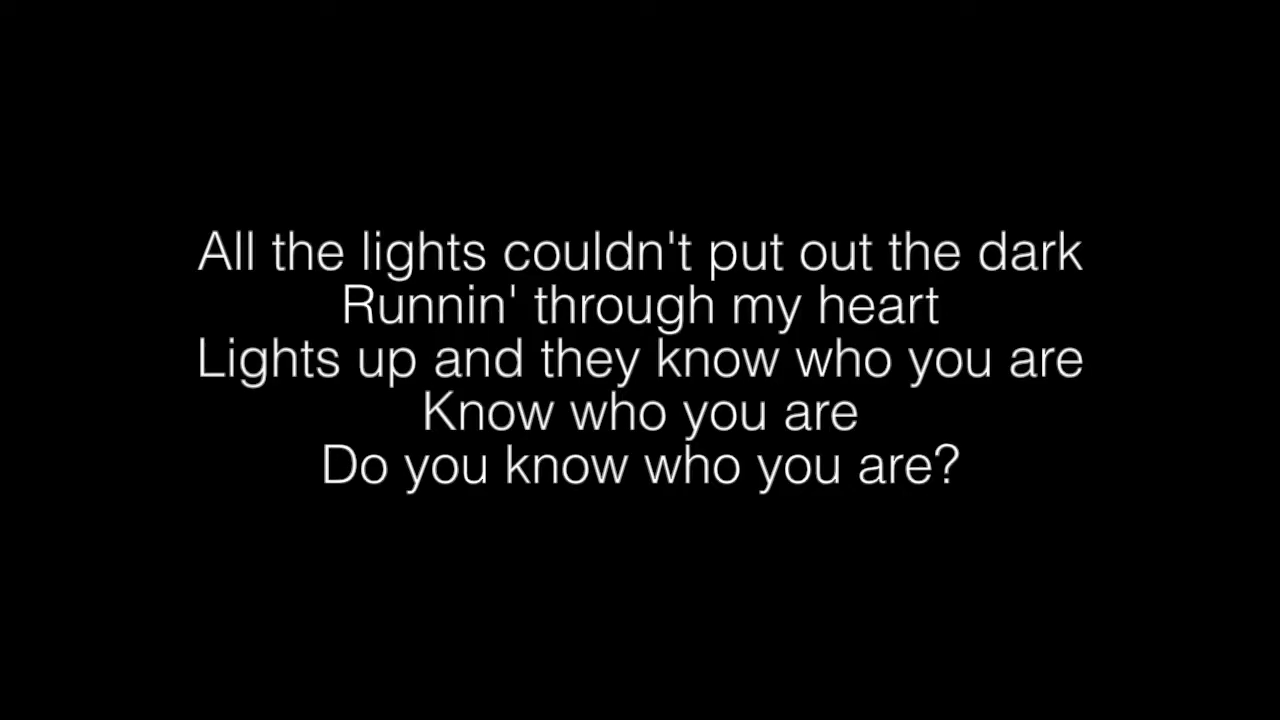 All the lights couldn't put out the dark
Runnin' through my heart
Lights up and they know who you are
Know who you are
Do you know who you are?